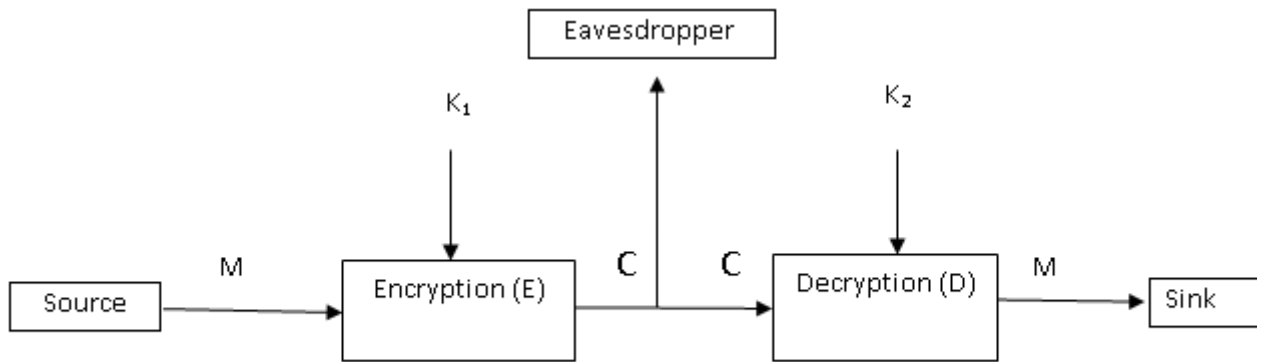 Eavesdropper
K₁
K₂
M
C
C
M
Source
Encryption (E)
Decryption (D)
Sink